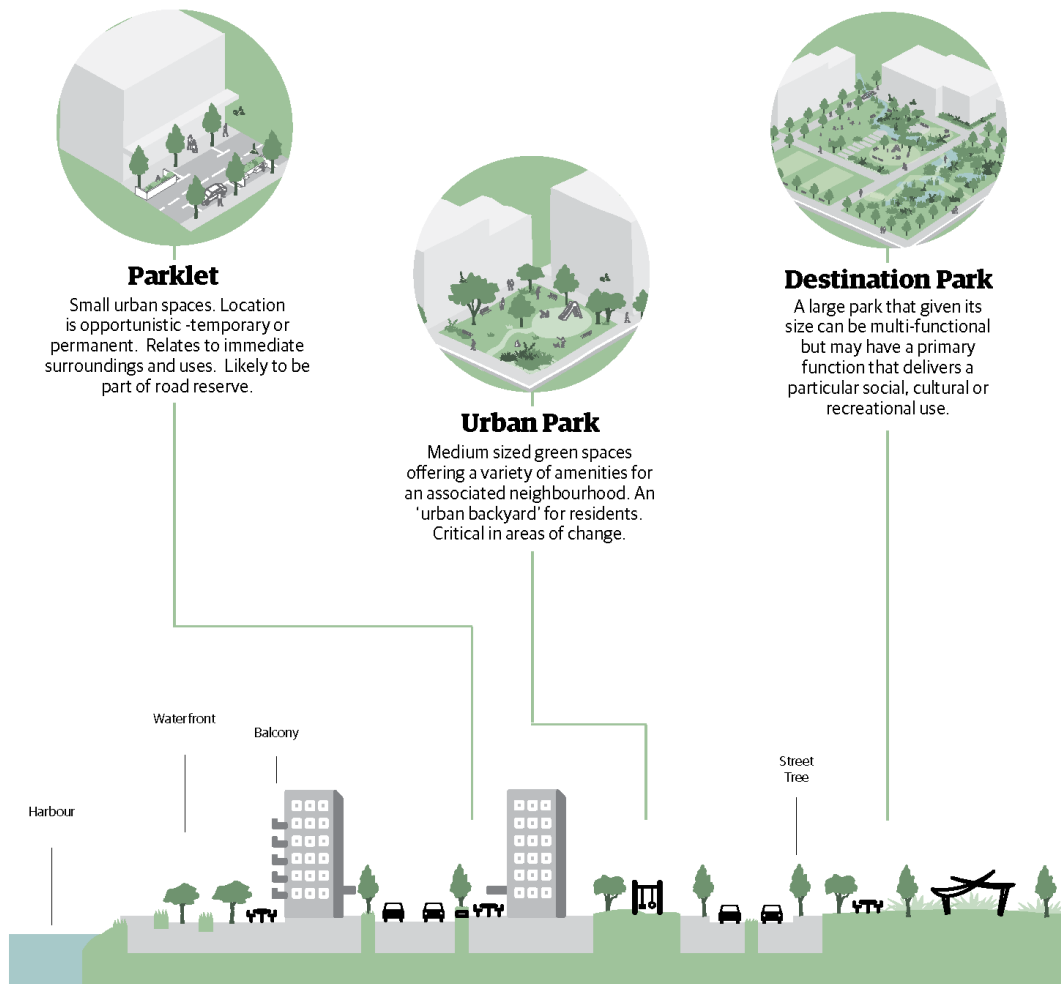 Parklet
Small urban spaces. Location
is opportunistic -temporary or
permanent. Relates to immediate
surroundings and uses. Likely to be
part of road reserve.
Urban Park
Medium sized green spaces
offering a variety of amenities for
an associated neighbourhood. An
‘urban backyard’ for residents.
Critical in areas of change.
Destination Park
A large park that given its
size can be multi-functional
but may have a primary
function that delivers a
particular social, cultural or
recreational use.
Harbour
Waterfront
Balcony
Street
Tree